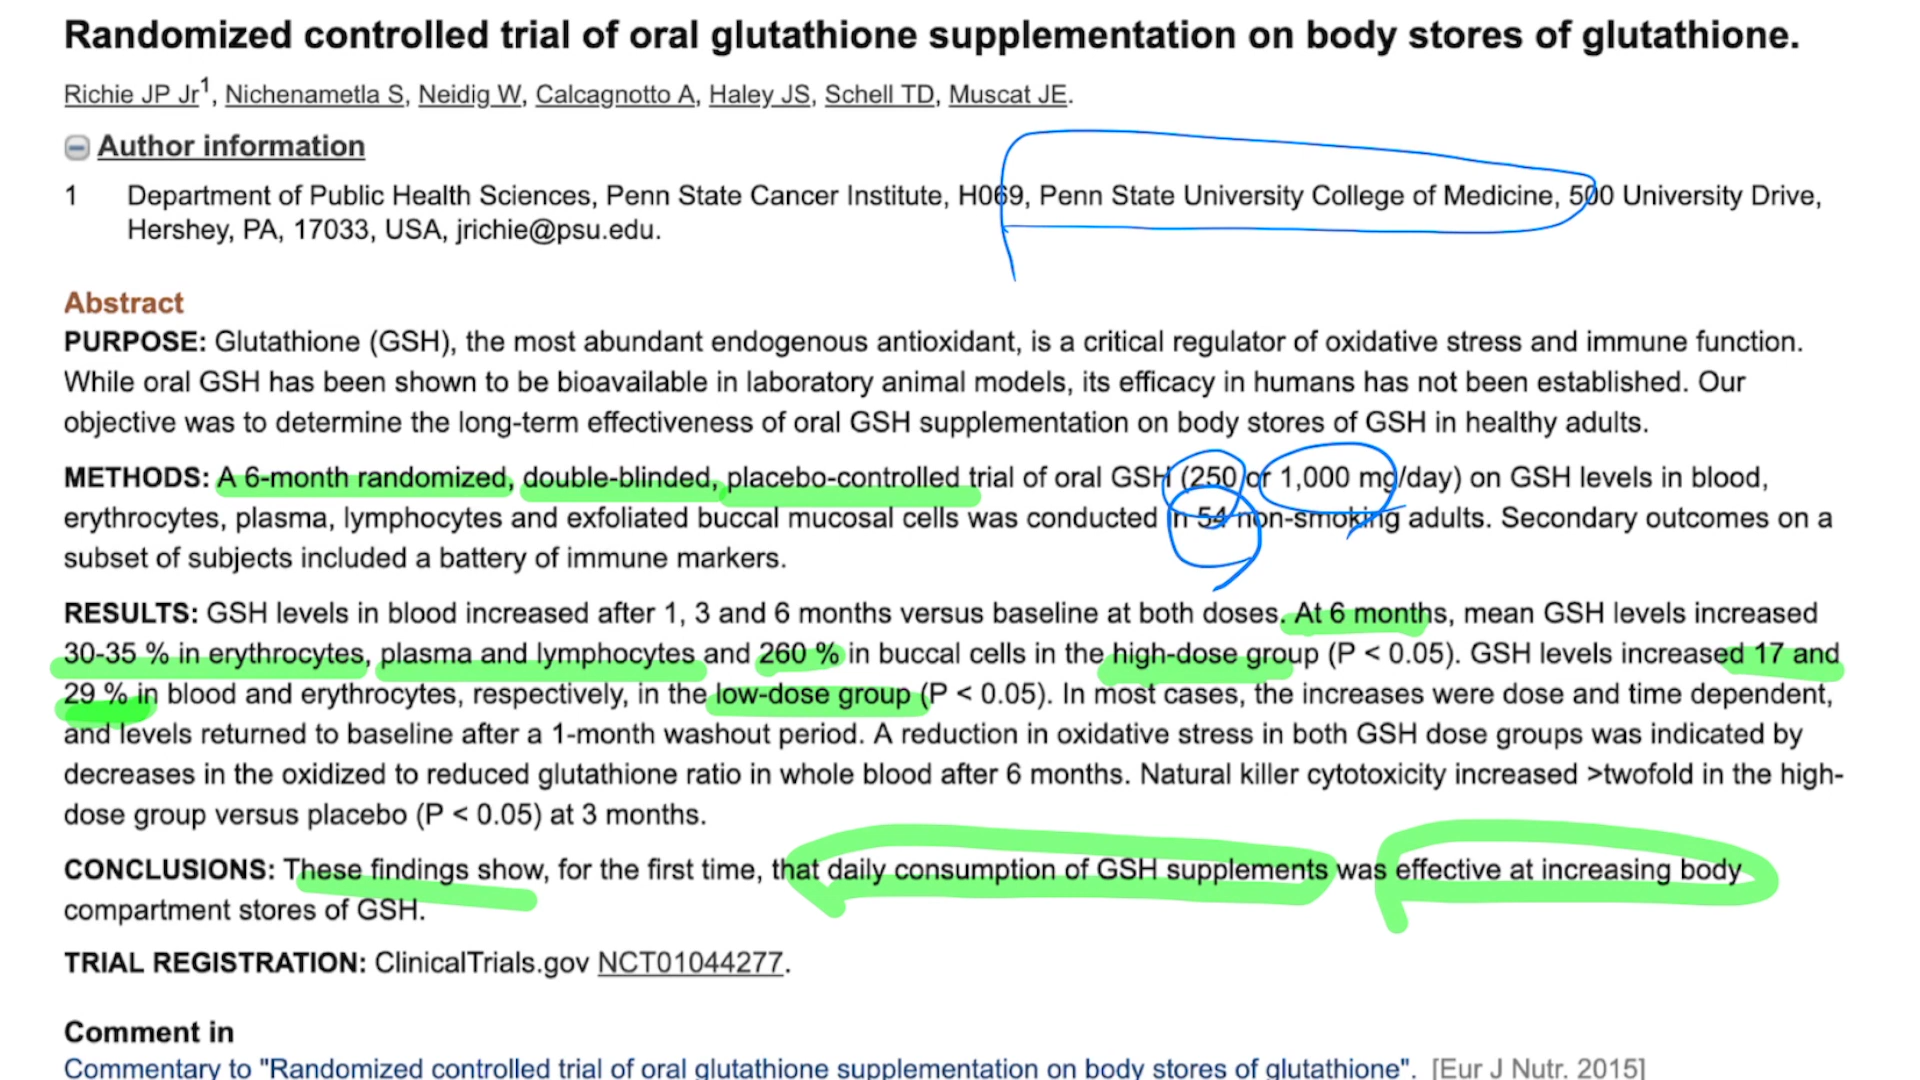 Randomized controlled trial of oral glutathione supplementation on body stores of glutathione.
Richie JP Jr1, Nichenametla S, Neidig W, Calcagnotto A, Haley JS, Schell TD, Muscat JE.
Author information
1 Department of Public Health Sciences, Penn State Cancer Institute, H069, Penn State University College of Medicine, 500 University Drive,
Hershey, PA, 17033, USA, jrichie@psu.edu.
Abstract
PURPOSE: Glutathione (GSH), the most abundant endogenous antioxidant, is a critical regulator of oxidative stress and immune function.
While oral GSH has been shown to be bioavailable in laboratory animal models, its efficacy in humans has not been established. Our
objective was to determine the long-term effectiveness of oral GSH supplementation on body stores of GSH in healthy adults.
METHODS: A 6-month randomized, double-blinded, placebo-controlled trial of oral GSH (250 or 1,000 mg/day) on GSH levels in blood,
erythrocytes, plasma, lymphocytes and exfoliated buccal mucosal cells was conducted in 54 non-smoking adults. Secondary outcomes on a
subset of subjects included a battery of immune markers.
RESULTS: GSH levels in blood increased after 1, 3 and 6 months versus baseline at both doses. At 6 months, mean GSH levels increased
30-35 % in erythrocytes, plasma and lymphocytes and 260 % in buccal cells in the high-dose group (P < 0.05). GSH levels increased 17 and
29 % in blood and erythrocytes, respectively, in the low-dose group (P < 0.05). In most cases, the increases were dose and time dependent,
and levels returned to baseline after a 1-month washout period. A reduction in oxidative stress in both GSH dose groups was indicated by
decreases in the oxidized to reduced glutathione ratio in whole blood after 6 months. Natural killer cytotoxicity increased >twofold in the high-
dose group versus placebo (P < 0.05) at 3 months.
CONCLUSIONS: These findings show, for the first time, that daily consumption of GSH supplements was effective at increasing body
compartment stores of GSH.
TRIAL REGISTRATION: ClinicalTrials.gov NCT01044277.
Comment in
Commentary to "Randomized controlled trial of oral glutathione supplementation on body stores of glutathione". [Eur J Nutr. 2015]